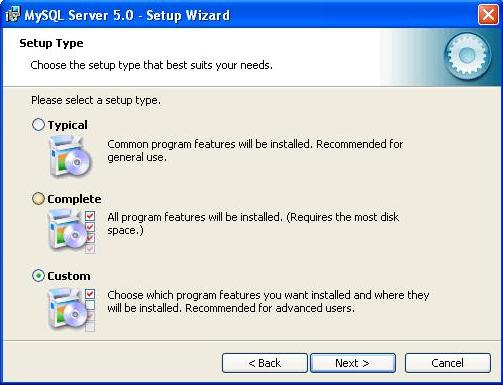 MySQL Server 5.0 - Setup Wizard
Setup Type
Choose the setup type that best suits your needs.
Please select a setup type.
Typical
Common program features will be installed. Recommended for
general use.
Complete
All program features will be installed. (Requires the most disk
space.)
Custom
Choose which program features you want installed and where they
will be installed. Recommended for advanced users.
< Back
Next >
Cancel